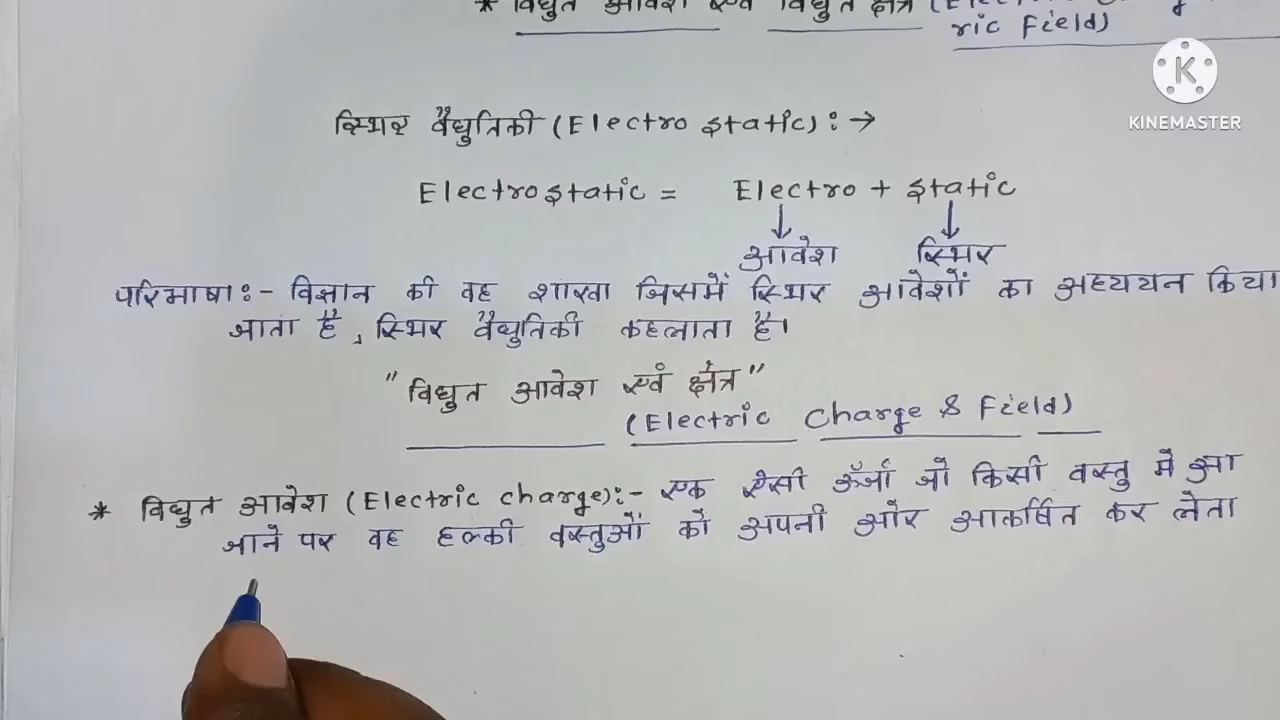 * विद्युत आवेश एवं विद्युत क्षेत्र
ric Field)
KINEMASTER
स्थिर वैद्युतिकी (Electro static) : →
Electrostatic = Electro + static
आवेश स्थिर
परिभाषाः- विज्ञान की वह शाखा जिसमें स्थिर आवेशों का अध्ययन किया
जाता है, स्थिर वैद्युतिकी कहलाता है।
"विद्युत आवेश एवं क्षेत्र"
(Electric Charge & Field)
* विद्युत आवेश (Electric charge):- एक ऐसी ऊँर्जा जो किसी वस्तु मे आ
जाने पर वह हल्की वस्तुओं को अपनी ओर आकर्षित कर लेता